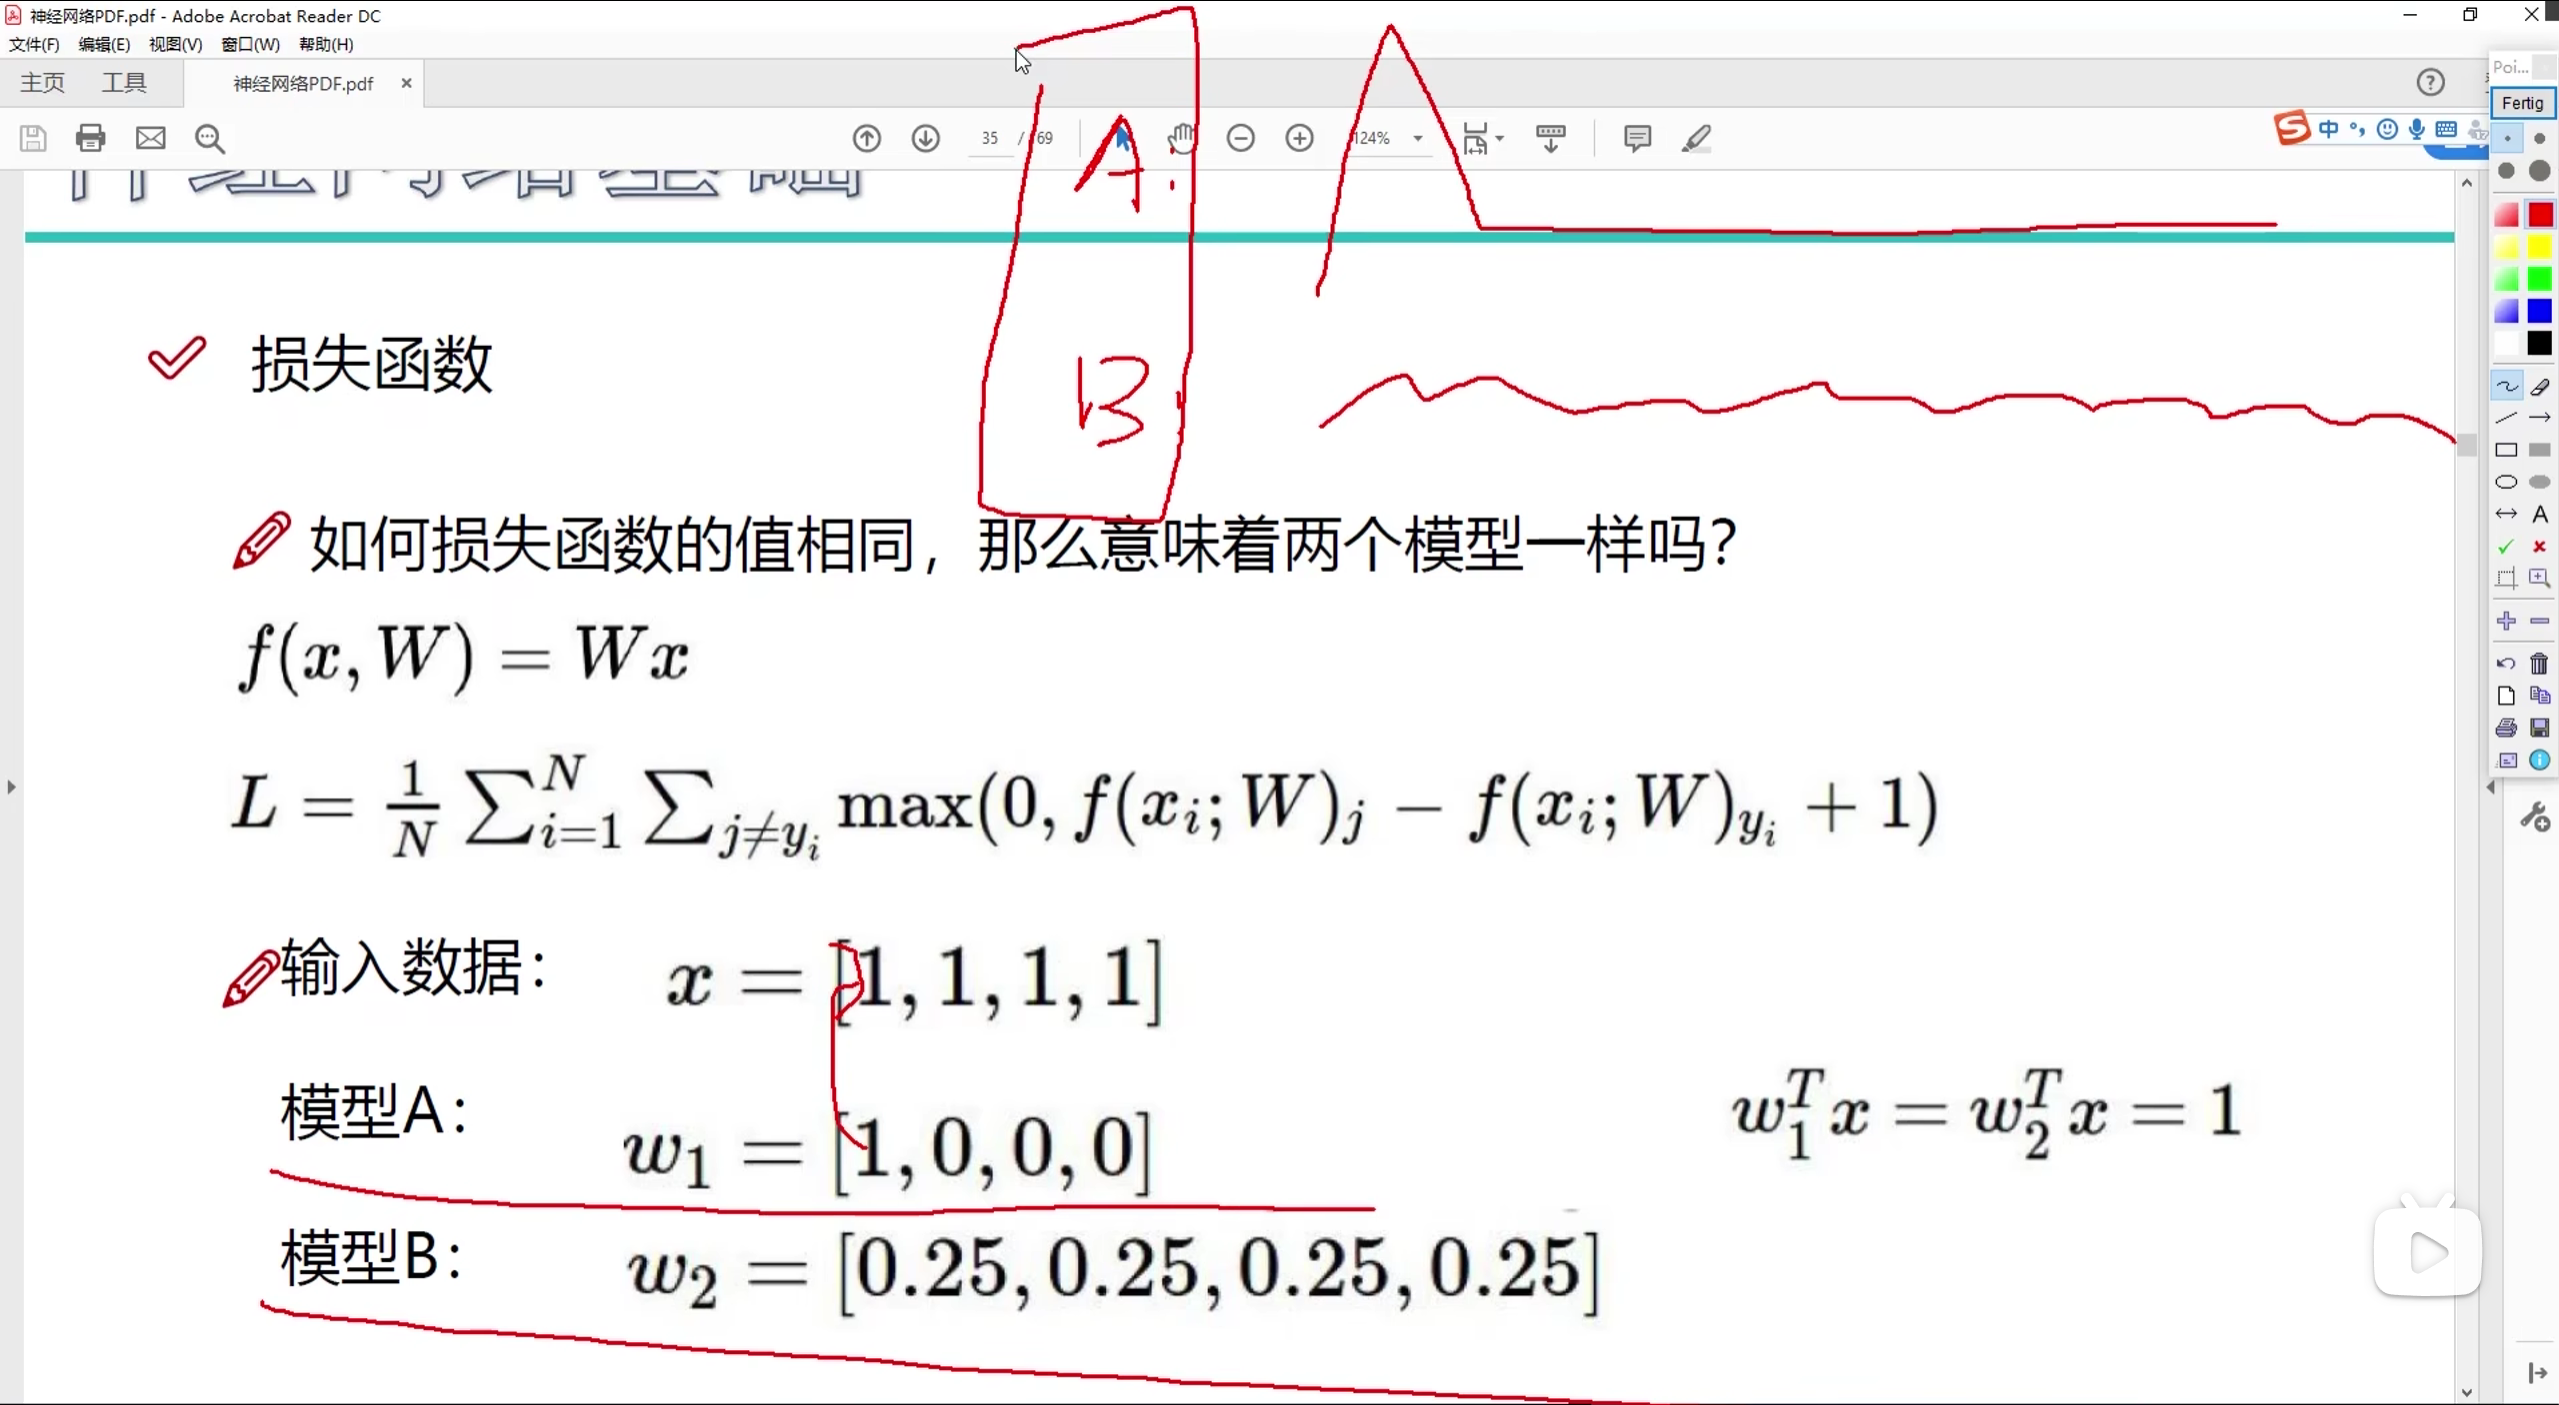 神经网络PDF.pdf - Adobe Acrobat Reader DC
文件(F) 编辑(E) 视图(V) 窗口(W) 帮助(H)
主页 工具 神经网络PDF.pdf ×
Poi...
Fertig
35 / 69 124%
中
A:
B:
损失函数
如何损失函数的值相同，那么意味着两个模型一样吗？
f(x, W) = Wx
L = \frac{1}{N} \sum_{i=1}^{N} \sum_{j≠y_i} max(0, f(x_i; W)_j − f(x_i; W)_{y_i} + 1)
输入数据： x = [1, 1, 1, 1]
模型A： w_1 = [1, 0, 0, 0]
w_1^T x = w_2^T x = 1
模型B： w_2 = [0.25, 0.25, 0.25, 0.25]